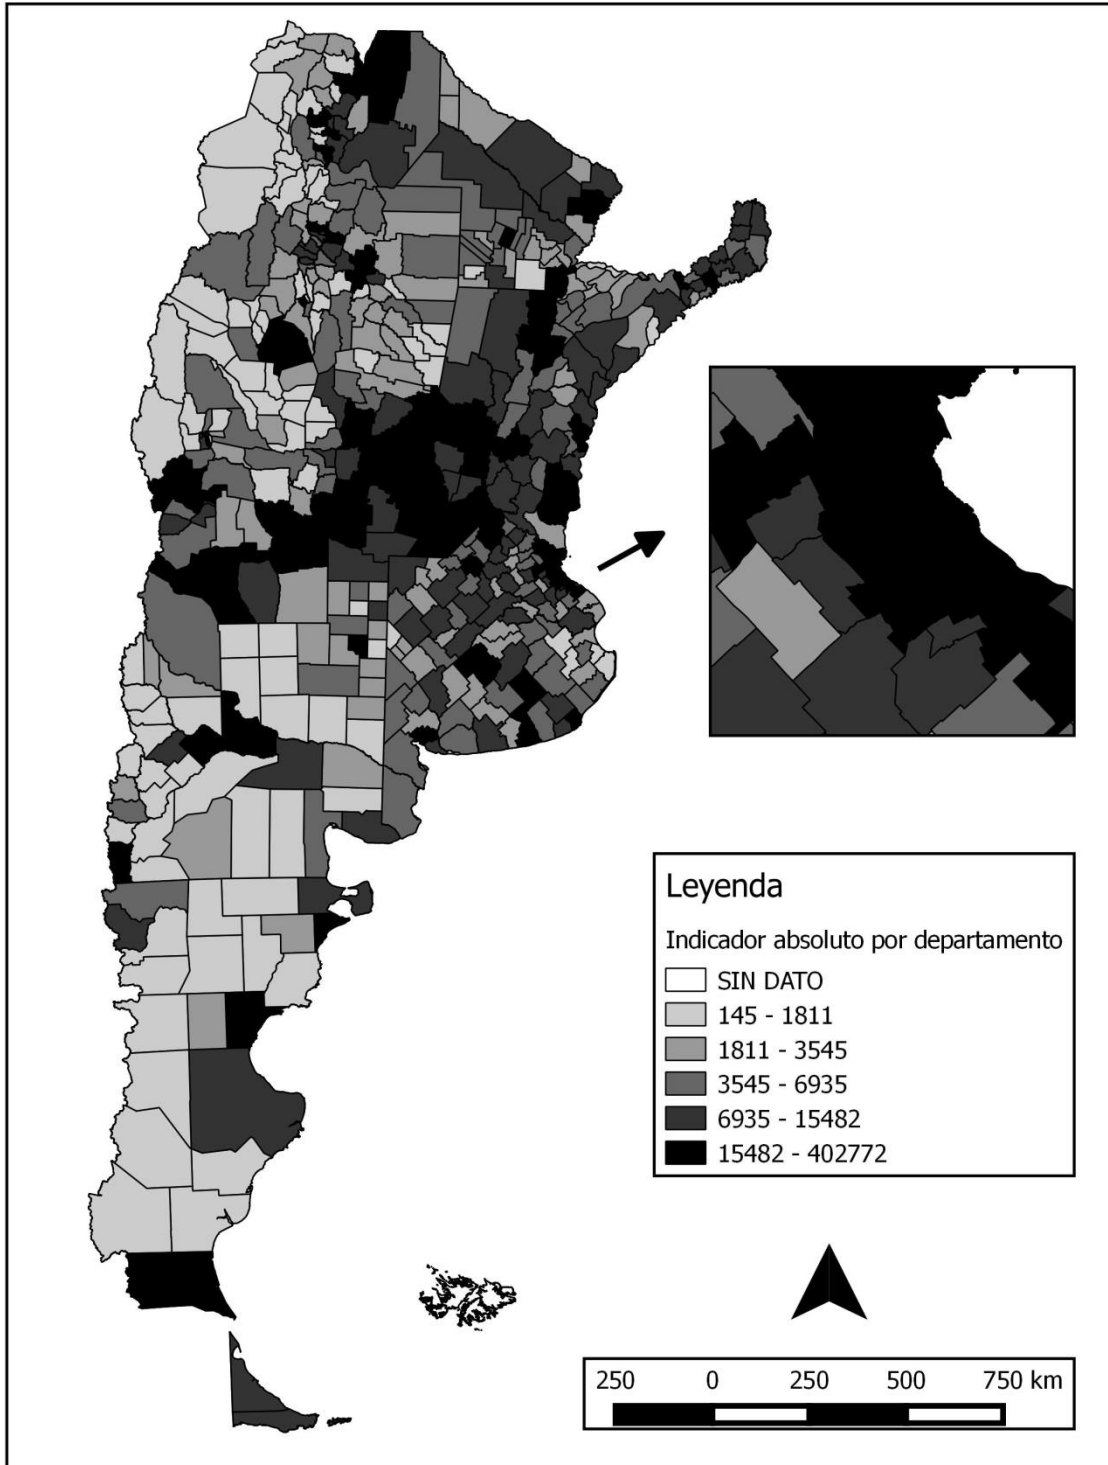 Leyenda
Indicador absoluto por departamento
SIN DATO
145 - 1811
1811 - 3545
3545 - 6935
6935 - 15482
15482 - 402772
250 0 250 500 750 km